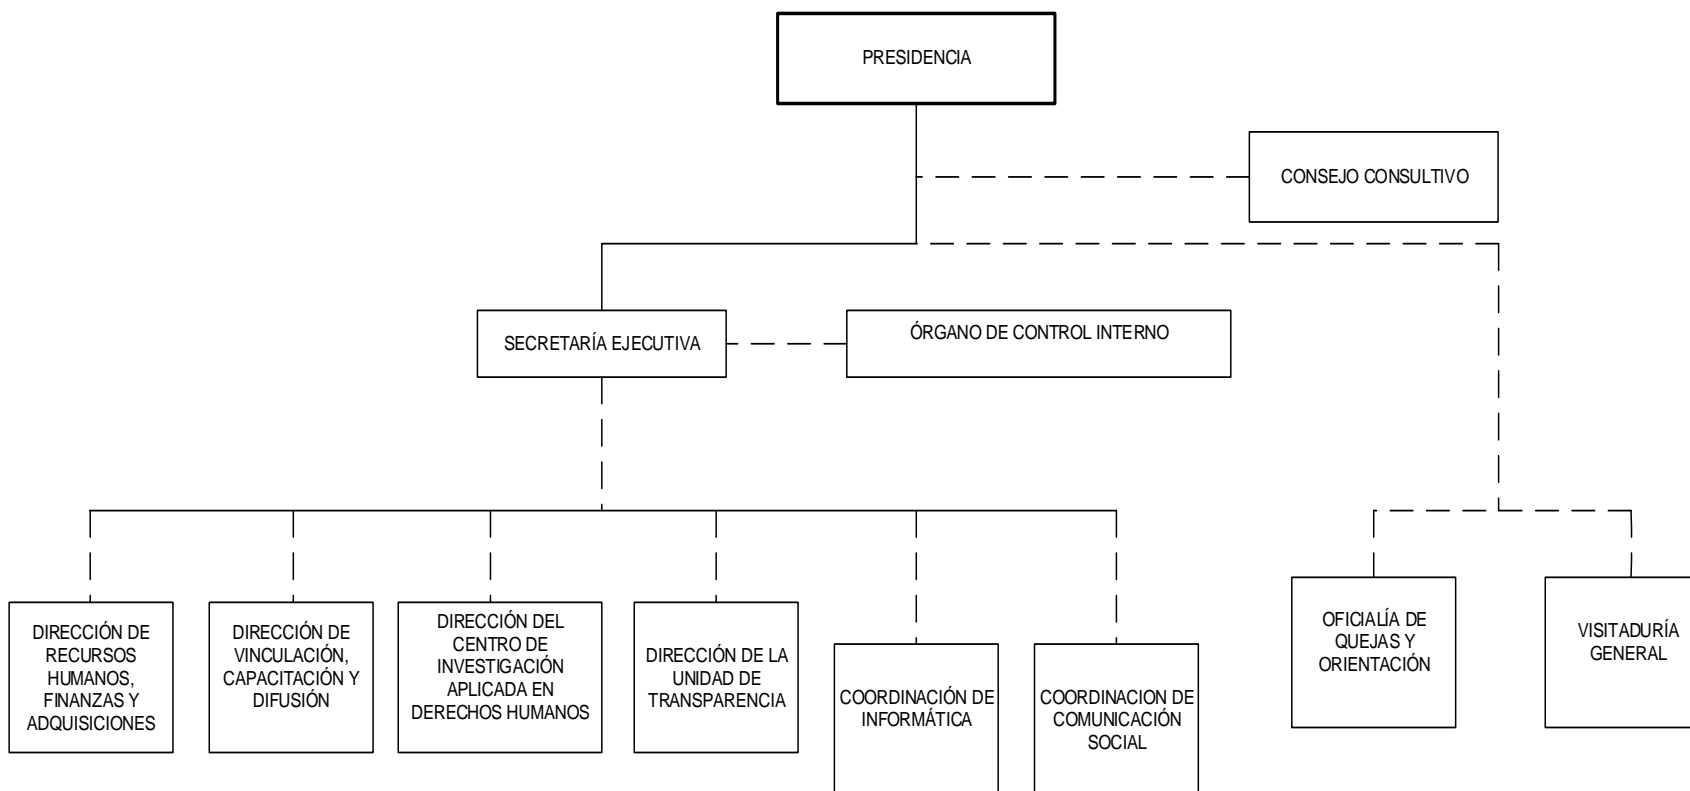 PRESIDENCIA
CONSEJO CONSULTIVO
SECRETARÍA EJECUTIVA
ÓRGANO DE CONTROL INTERNO
DIRECCIÓN DE
RECURSOS
HUMANOS,
FINANZAS Y
ADQUISICIONES
DIRECCIÓN DE
VINCULACIÓN,
CAPACITACIÓN Y
DIFUSIÓN
DIRECCIÓN DEL
CENTRO DE
INVESTIGACIÓN
APLICADA EN
DERECHOS HUMANOS
DIRECCIÓN DE LA
UNIDAD DE
TRANSPARENCIA
COORDINACIÓN DE
INFORMÁTICA
COORDINACION DE
COMUNICACIÓN
SOCIAL
OFICIALÍA DE
QUEJAS Y
ORIENTACIÓN
VISITADURÍA
GENERAL